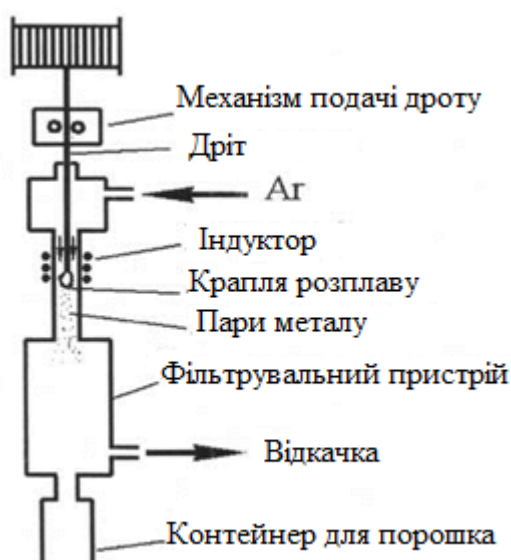 Механізм подачі дроту
Дріт
Ar
Індуктор
Крапля розплаву
Пари металу
Фільтрувальний пристрій
Відкачка
Контейнер для порошка